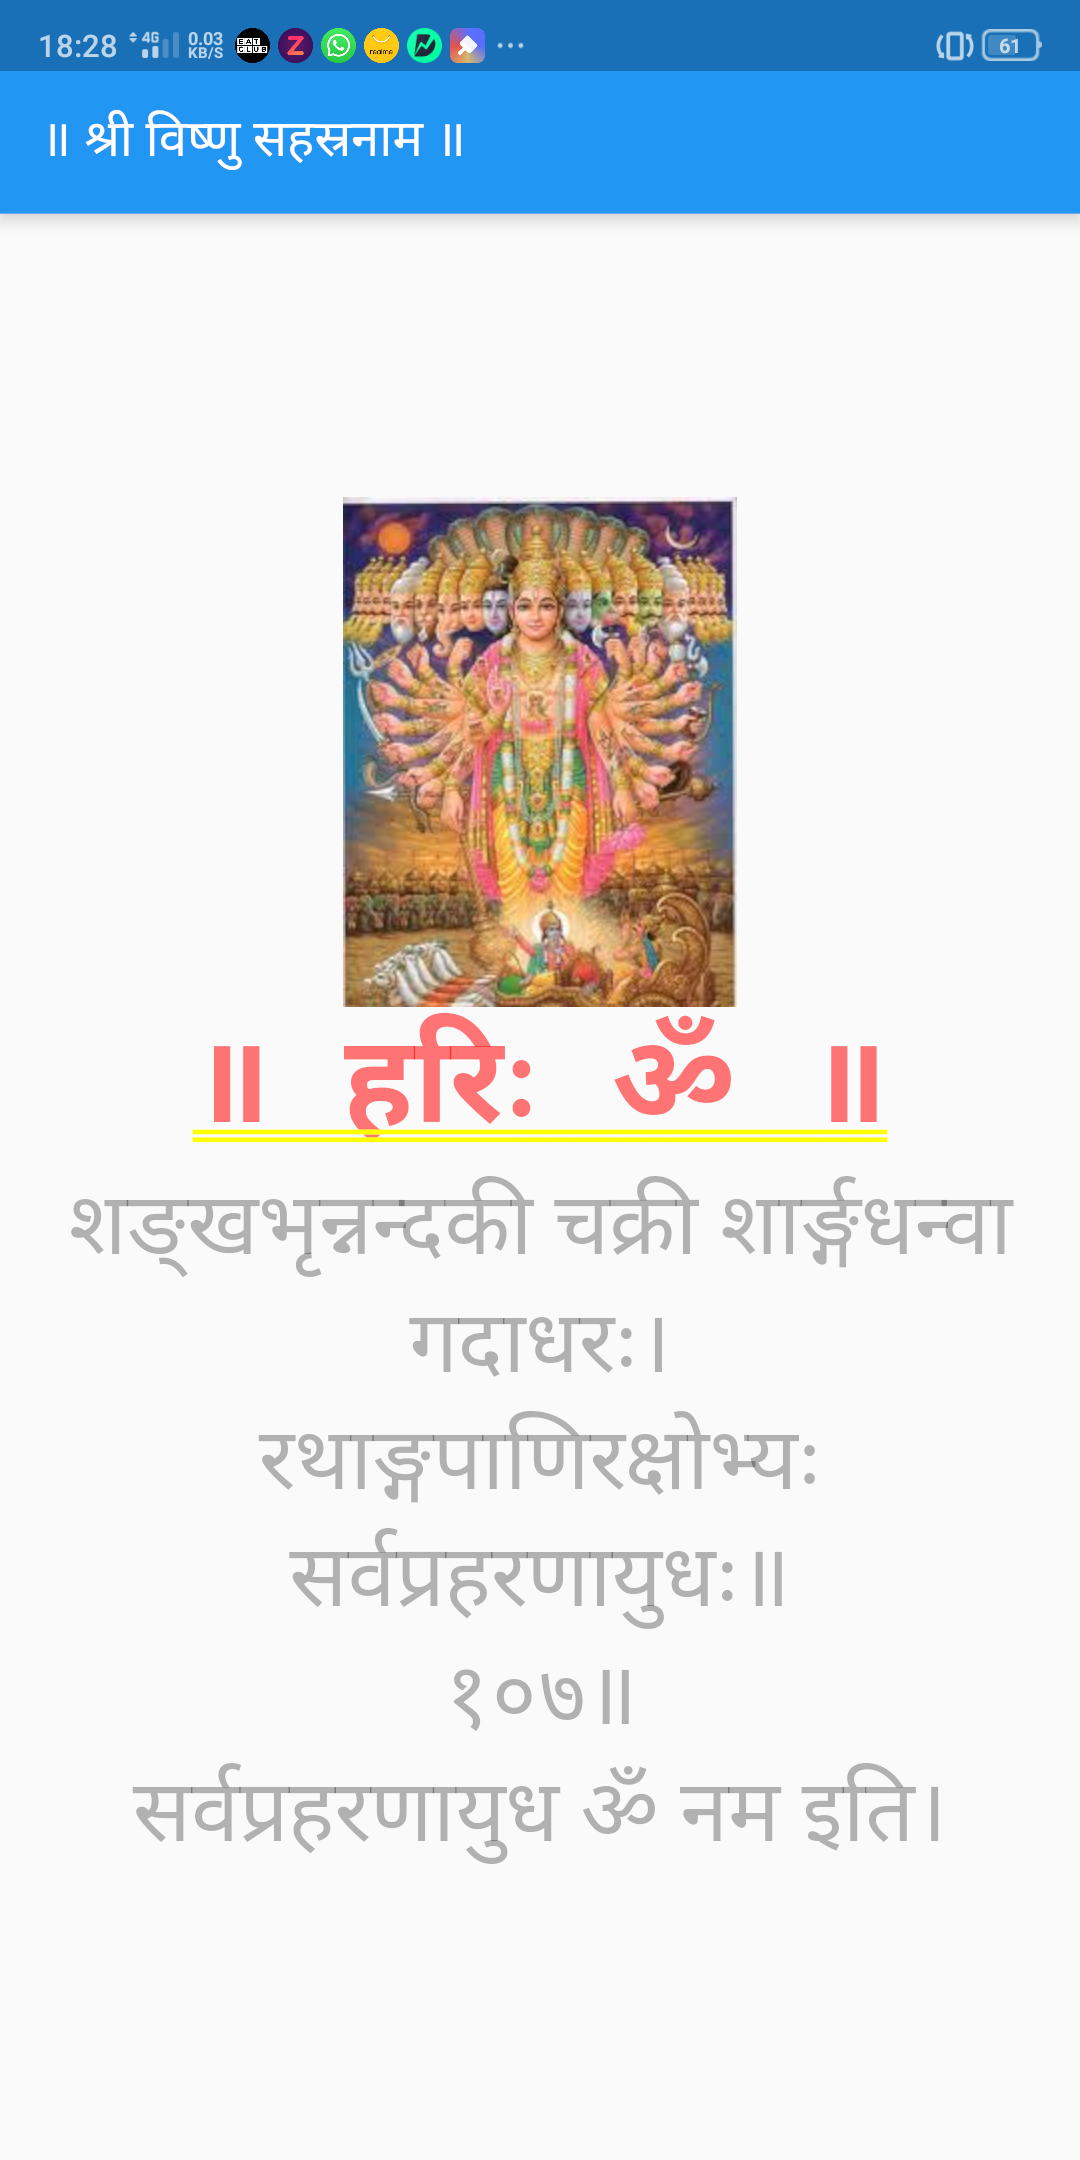 18:28 4G 0.03 KB/S EAT CLUB Z realme ... 61
॥ श्री विष्णु सहस्रनाम ॥
॥ हरिः ॐ ॥
शङ्खभृन्नन्दकी चक्री शार्ङ्गधन्वा
गदाधरः।
रथाङ्गपाणिरक्षोभ्यः
सर्वप्रहरणायुधः॥
१०७॥
सर्वप्रहरणायुध ॐ नम इति।